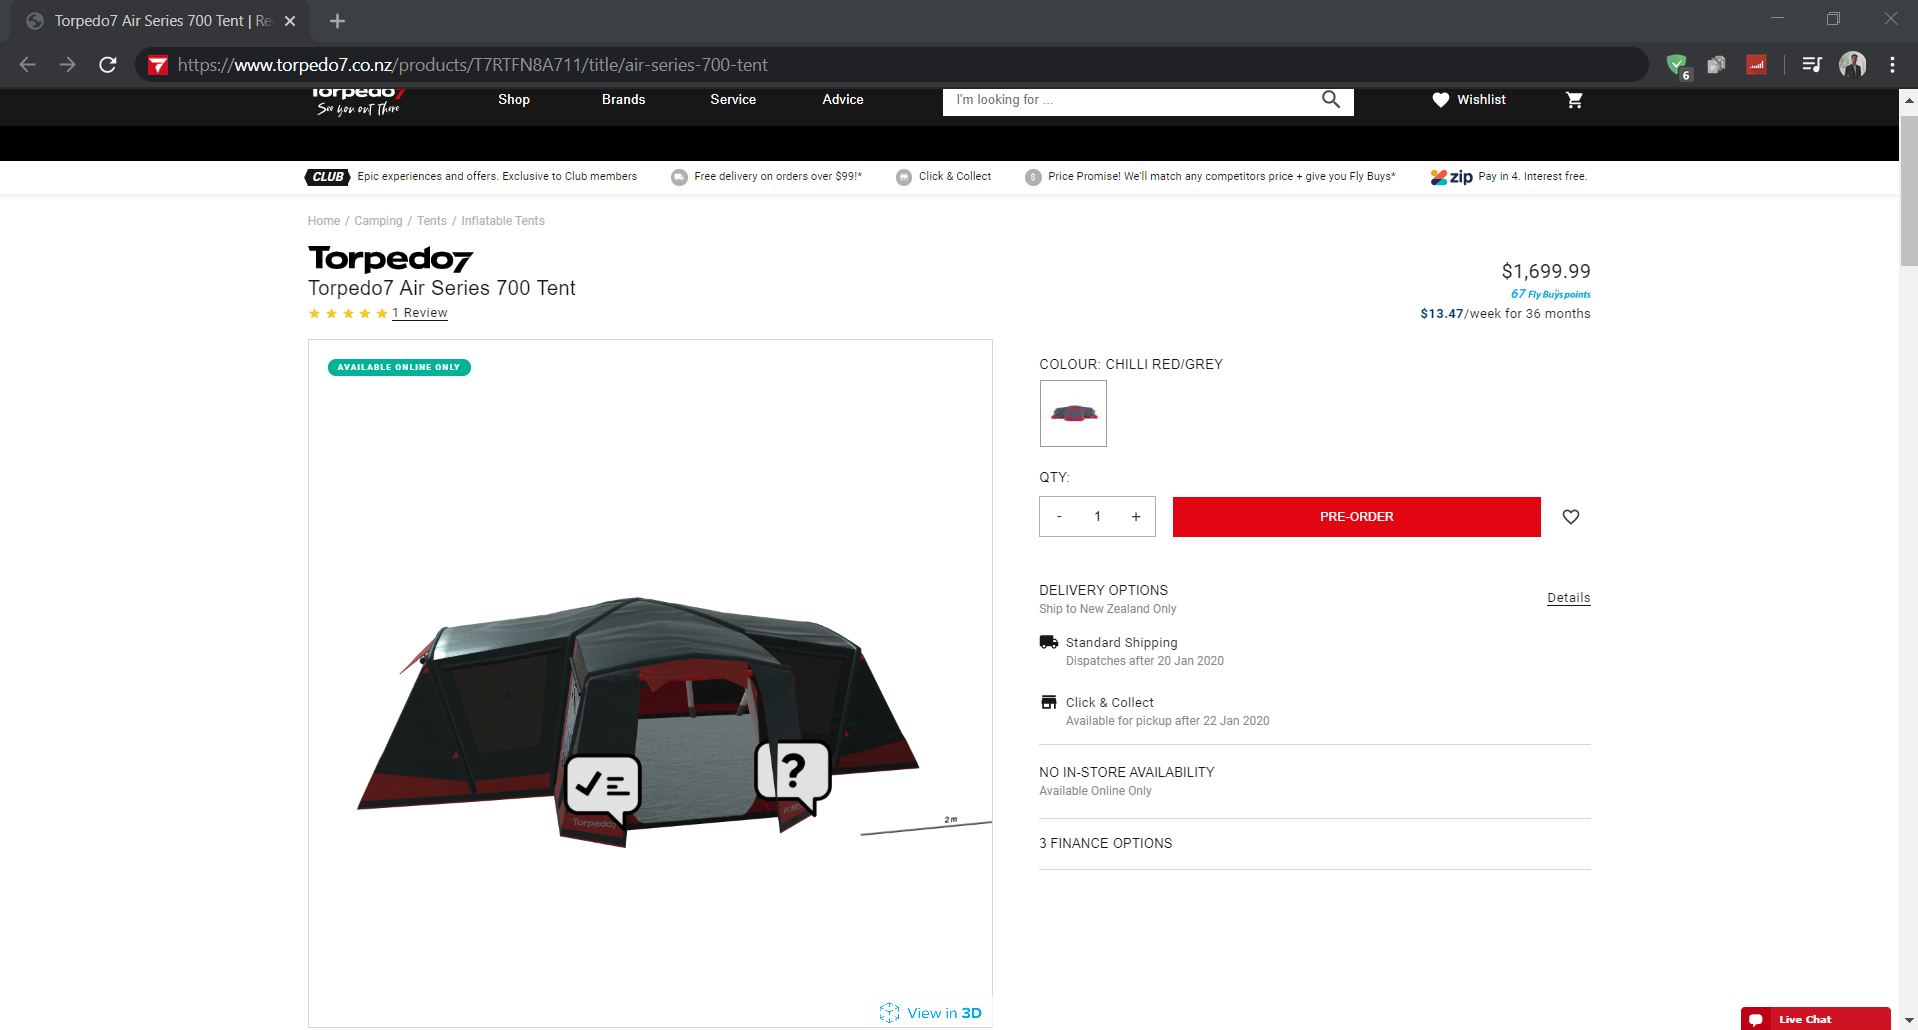 Torpedo7 Air Series 700 Tent | Re
https://www.torpedo7.co.nz/products/T7RTFN8A711/title/air-series-700-tent
6
Torpedo7
See you out there
Shop
Brands
Service
Advice
I'm looking for ...
Wishlist
CLUB Epic experiences and offers. Exclusive to Club members
Free delivery on orders over $99!*
Click & Collect
$ Price Promise! We'll match any competitors price + give you Fly Buys*
zip Pay in 4. Interest free.
Home / Camping / Tents / Inflatable Tents
Torpedo7
Torpedo7 Air Series 700 Tent
1 Review
$1,699.99
67 Fly Buys points
$13.47/week for 36 months
AVAILABLE ONLINE ONLY
Torpedo7
2 m
View in 3D
COLOUR: CHILLI RED/GREY
QTY:
- 1 +
PRE-ORDER
DELIVERY OPTIONS
Ship to New Zealand Only
Details
Standard Shipping
Dispatches after 20 Jan 2020
Click & Collect
Available for pickup after 22 Jan 2020
NO IN-STORE AVAILABILITY
Available Online Only
3 FINANCE OPTIONS
Live Chat